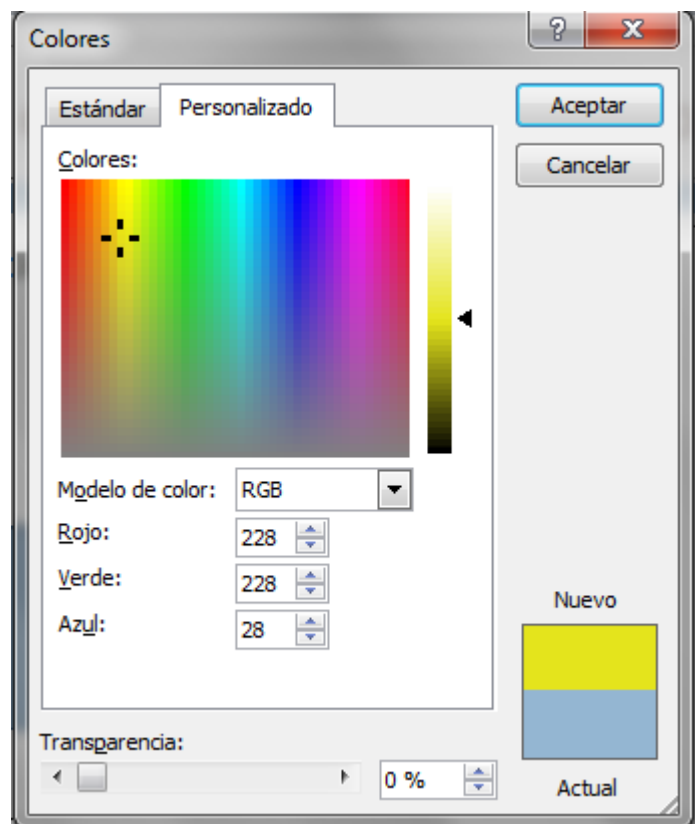 Colores
Estándar Personalizado
Aceptar
Cancelar
Colores:
Modelo de color: RGB
Rojo: 228
Verde: 228
Azul: 28
Nuevo
Actual
Transparencia:
0 %